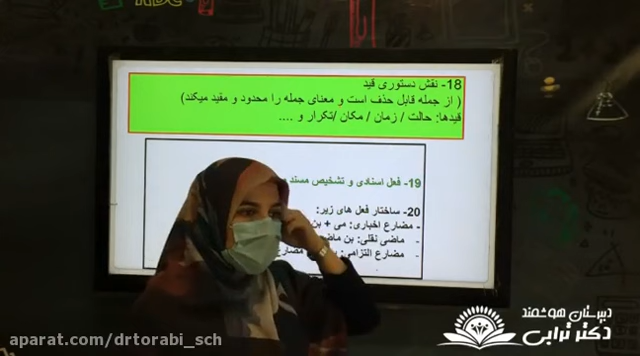 18- نقش دستوری قید
( از جمله قابل حذف است و معنای جمله را محدود و مقید میکند)
قیدها: حالت / زمان / مکان /تکرار و ....
19- فعل اسنادی و تشخیص مسند
20- ساختار فعل های زیر:
- مضارع اخباری: می + بن
ماضی نقلی: بن ماضی
مضارع التزامی:
دبیرستان هوشمند
دکتر ترابی
aparat.com/drtorabi_sch